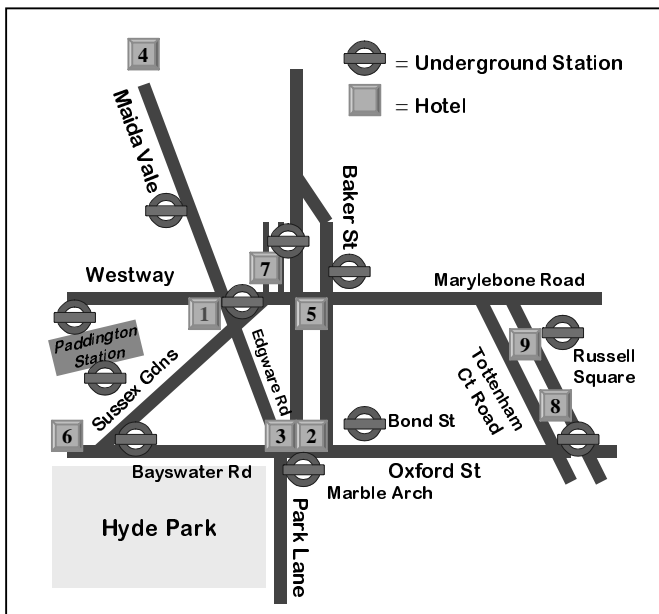 4
= Underground Station
= Hotel
Maida Vale
Baker St
7
Westway
Marylebone Road
1
5
Paddington
Station
Sussex Gdns
Edgware Rd
9
Russell
Square
Tottenham
Ct Road
8
6
3
2
Bond St
Bayswater Rd
Oxford St
Marble Arch
Hyde Park
Park Lane